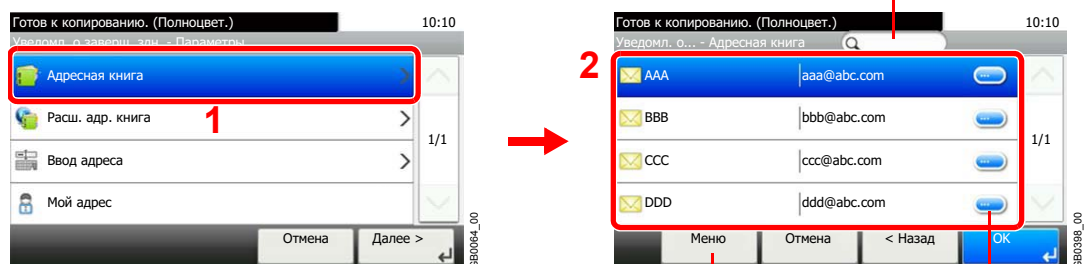 Готов к копированию. (Полноцвет.) 10:10
Уведомл. о заверш. здн. - Параметры
Адресная книга
1
Расш. адр. книга
1/1
Ввод адреса
Мой адрес
Отмена Далее >
Готов к копированию. (Полноцвет.) 10:10
Уведомл. о... - Адресная книга
2
AAA aaa@abc.com
BBB bbb@abc.com
1/1
CCC ccc@abc.com
DDD ddd@abc.com
Меню Отмена < Назад OK